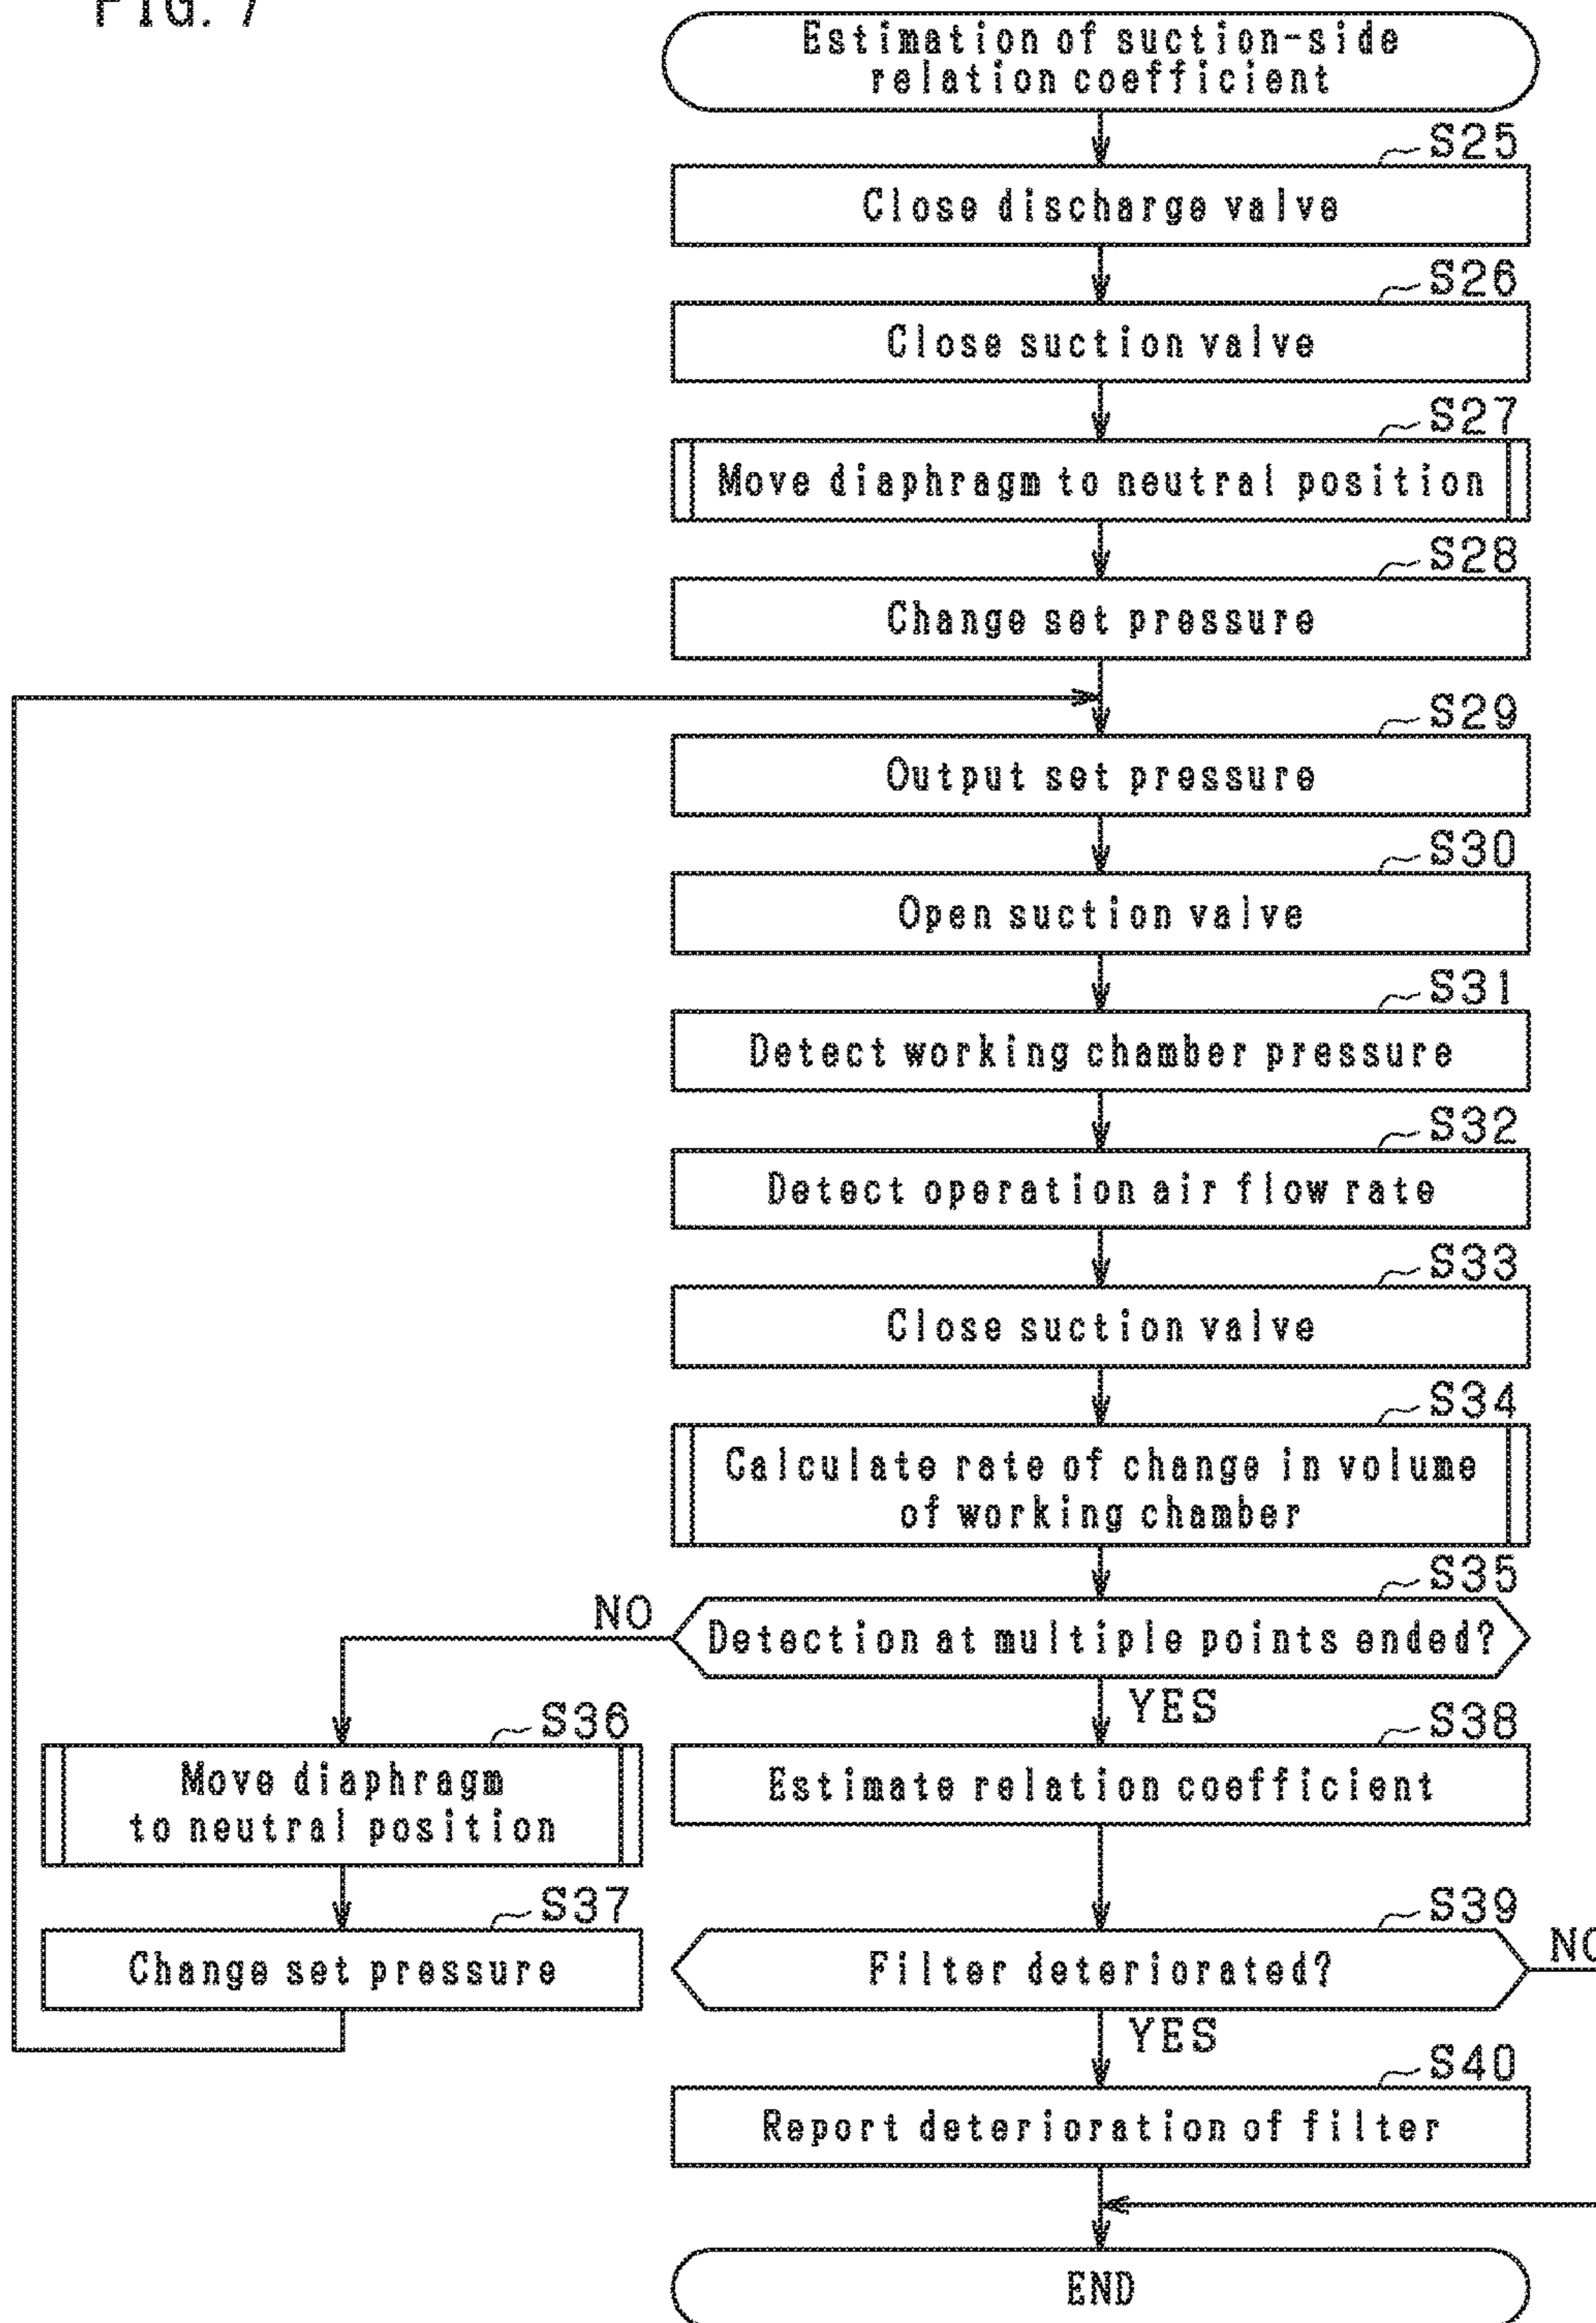 FIG. 7
Estimation of suction-side
relation coefficient
S25
Close discharge valve
S26
Close suction valve
S27
Move diaphragm to neutral position
S28
Change set pressure
S29
Output set pressure
S30
Open suction valve
S31
Detect working chamber pressure
S32
Detect operation air flow rate
S33
Close suction valve
S34
Calculate rate of change in volume
of working chamber
S35
NO
Detection at multiple points ended?
YES
S36
Move diaphragm
to neutral position
S37
Change set pressure
S38
Estimate relation coefficient
S39
Filter deteriorated?
NO
YES
S40
Report deterioration of filter
END